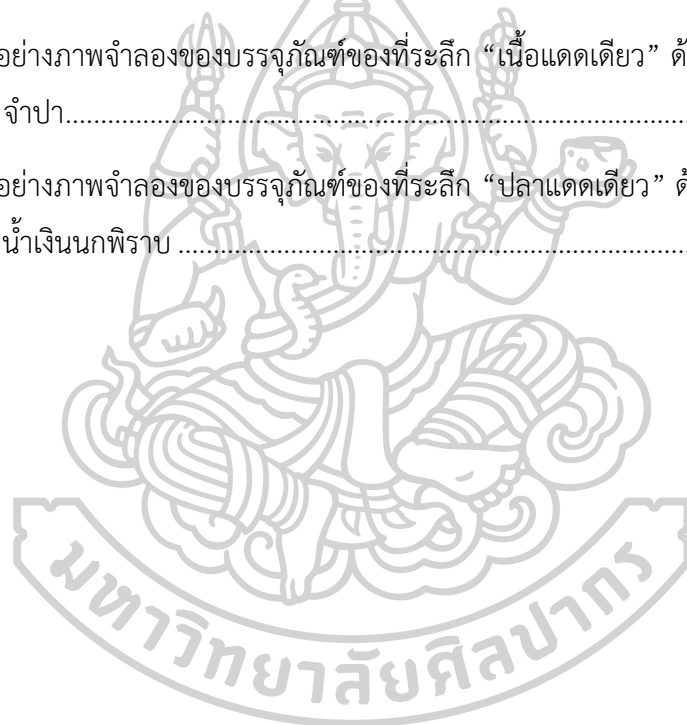 อย่างภาพจำลองของบรรจุภัณฑ์ของที่ระลึก “เนื้อแดดเดียว” ด้
จำปา.....................................................................................................
อย่างภาพจำลองของบรรจุภัณฑ์ของที่ระลึก “ปลาแดดเดียว” ด้
น้ำเงินนกพิราบ ...................................................................................
มหาวิทยาลัยศิลปากร